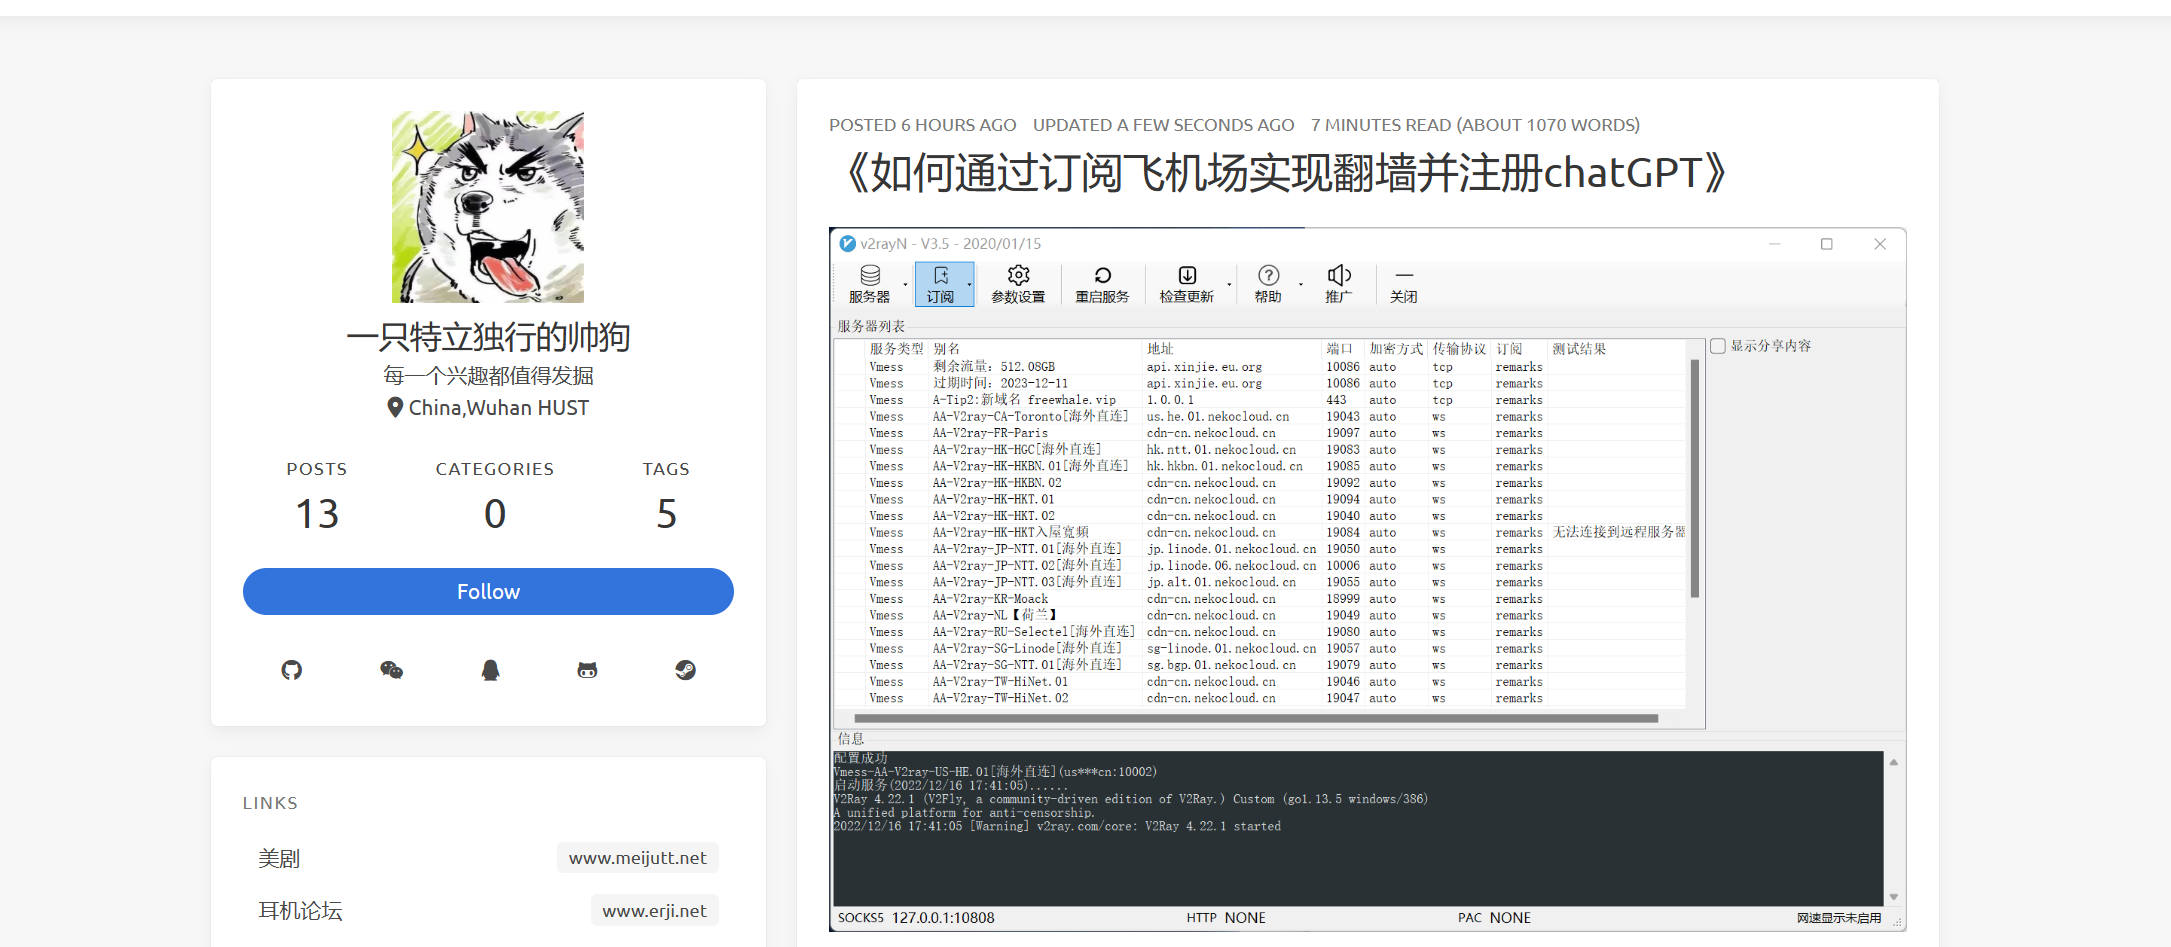 一只特立独行的帅狗
每一个兴趣都值得发掘
China,Wuhan HUST
POSTS CATEGORIES TAGS
13 0 5
Follow
LINKS
美剧 www.meijutt.net
耳机论坛 www.erji.net
POSTED 6 HOURS AGO UPDATED A FEW SECONDS AGO 7 MINUTES READ (ABOUT 1070 WORDS)
《如何通过订阅飞机场实现翻墙并注册chatGPT》
v2rayN - V3.5 - 2020/01/15
服务器 订阅 参数设置 重启服务 检查更新 帮助 推广 关闭
服务器列表
服务类型 别名 地址 端口 加密方式 传输协议 订阅 测试结果
显示分享内容
Vmess 剩余流量：512.08GB api.xinjie.eu.org 10086 auto tcp remarks
Vmess 过期时间：2023-12-11 api.xinjie.eu.org 10086 auto tcp remarks
Vmess A-Tip2:新域名 freewhale.vip 1.0.0.1 443 auto tcp remarks
Vmess AA-V2ray-CA-Toronto[海外直连] us.he.01.nekocloud.cn 19043 auto ws remarks
Vmess AA-V2ray-FR-Paris cdn-cn.nekocloud.cn 19097 auto ws remarks
Vmess AA-V2ray-HK-HGC[海外直连] hk.ntt.01.nekocloud.cn 19083 auto ws remarks
Vmess AA-V2ray-HK-HKBN.01[海外直连] hk.hkbn.01.nekocloud.cn 19085 auto ws remarks
Vmess AA-V2ray-HK-HKBN.02 cdn-cn.nekocloud.cn 19092 auto ws remarks
Vmess AA-V2ray-HK-HKT.01 cdn-cn.nekocloud.cn 19094 auto ws remarks
Vmess AA-V2ray-HK-HKT.02 cdn-cn.nekocloud.cn 19040 auto ws remarks
Vmess AA-V2ray-HK-HKT入屋宽频 cdn-cn.nekocloud.cn 19084 auto ws remarks 无法连接到远程服务器
Vmess AA-V2ray-JP-NTT.01[海外直连] jp.linode.01.nekocloud.cn 19050 auto ws remarks
Vmess AA-V2ray-JP-NTT.02[海外直连] jp.linode.06.nekocloud.cn 10006 auto ws remarks
Vmess AA-V2ray-JP-NTT.03[海外直连] jp.alt.01.nekocloud.cn 19055 auto ws remarks
Vmess AA-V2ray-KR-Moack cdn-cn.nekocloud.cn 18999 auto ws remarks
Vmess AA-V2ray-NL【荷兰】 cdn-cn.nekocloud.cn 19049 auto ws remarks
Vmess AA-V2ray-RU-Selectel[海外直连] cdn-cn.nekocloud.cn 19080 auto ws remarks
Vmess AA-V2ray-SG-Linode[海外直连] sg-linode.01.nekocloud.cn 19057 auto ws remarks
Vmess AA-V2ray-SG-NTT.01[海外直连] sg.bgp.01.nekocloud.cn 19079 auto ws remarks
Vmess AA-V2ray-TW-HiNet.01 cdn-cn.nekocloud.cn 19046 auto ws remarks
Vmess AA-V2ray-TW-HiNet.02 cdn-cn.nekocloud.cn 19047 auto ws remarks
信息
配置成功
Vmess-AA-V2ray-US-HE.01[海外直连](us***cn:10002)
启动服务(2022/12/16 17:41:05)......
V2Ray 4.22.1 (V2Fly, a community-driven edition of V2Ray.) Custom (go1.13.5 windows/386)
A unified platform for anti-censorship.
2022/12/16 17:41:05 [Warning] v2ray.com/core: V2Ray 4.22.1 started
SOCKS5 127.0.0.1:10808 HTTP NONE PAC NONE 网速显示未启用